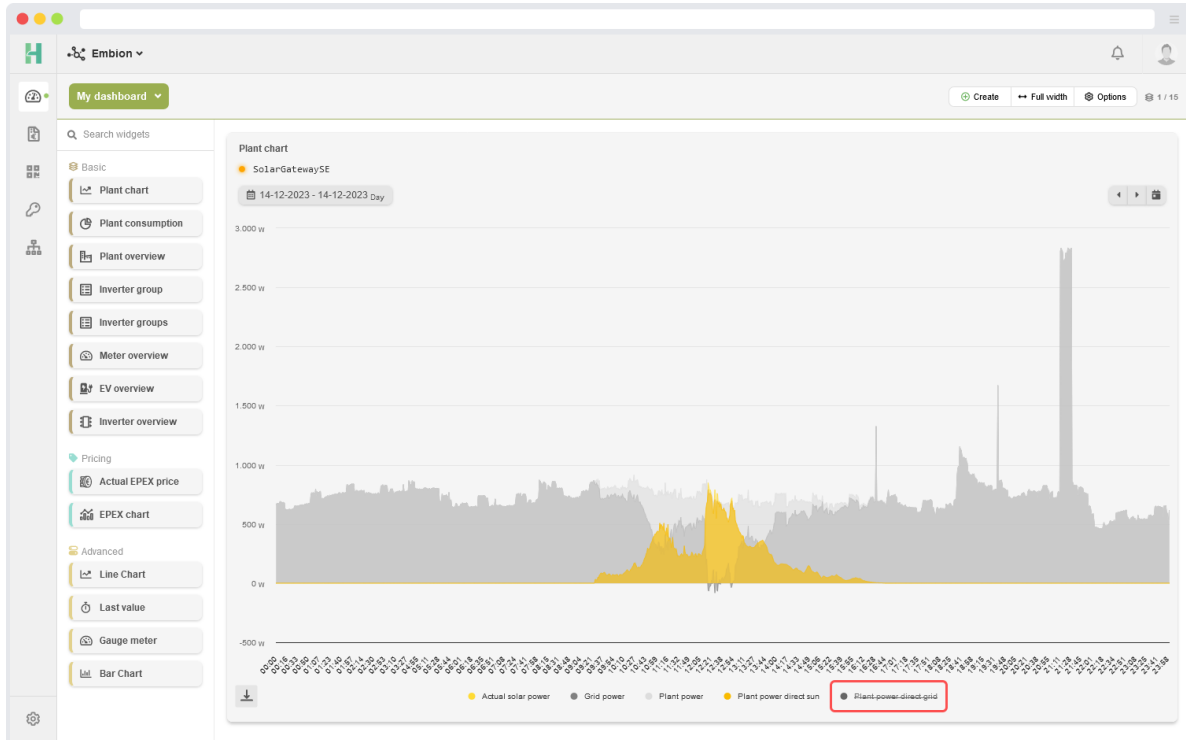 Embion
My dashboard
Create
Full width
Options
1 / 15
Search widgets
Basic
Plant chart
Plant consumption
Plant overview
Inverter group
Inverter groups
Meter overview
EV overview
Inverter overview
Pricing
Actual EPEX price
EPEX chart
Advanced
Line Chart
Last value
Gauge meter
Bar Chart
Plant chart
SolarGatewaySE
14-12-2023 - 14-12-2023 Day
3.000 W
2.500 W
2.000 W
1.500 W
1.000 W
500 W
0 W
-500 W
Actual solar power
Grid power
Plant power
Plant power direct sun
Plant power direct grid